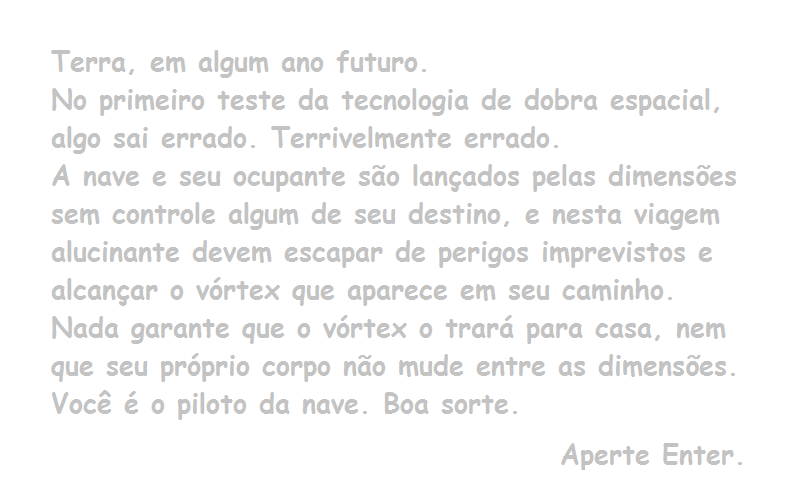 Terra, em algum ano futuro.
No primeiro teste da tecnologia de dobra espacial,
algo sai errado. Terrivelmente errado.
A nave e seu ocupante são lançados pelas dimensões
sem controle algum de seu destino, e nesta viagem
alucinante devem escapar de perigos imprevistos e
alcançar o vórtex que aparece em seu caminho.
Nada garante que o vórtex o trará para casa, nem
que seu próprio corpo não mude entre as dimensões.
Você é o piloto da nave. Boa sorte.
Aperte Enter.